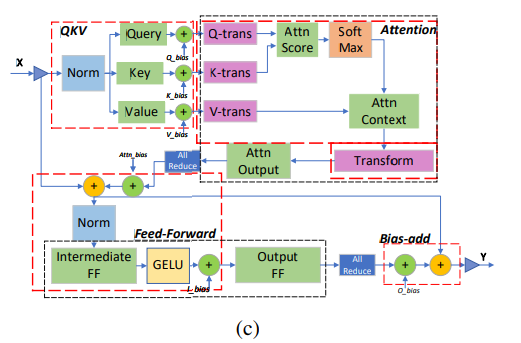 QKV
Query
Q-trans
Attn
Score
Soft
Max
Attention
Q_bias
X
Norm
Key
K-trans
K_bias
Value
V-trans
Attn
Context
V_bias
Attn_bias
All
Reduce
Attn
Output
Transform
Norm
Feed-Forward
Bias-add
Intermediate
FF
GELLU
Output
FF
All
Reduce
Y
I_bias
O_bias
(c)